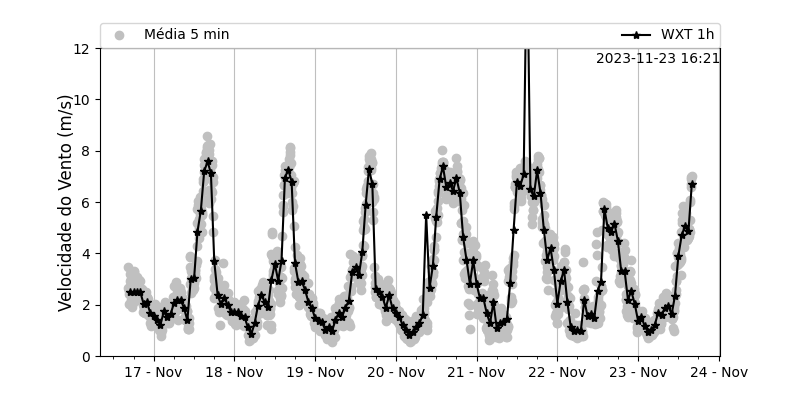 Média 5 min
WXT 1h
2023-11-23 16:21
Velocidade do Vento (m/s)
12
10
8
6
4
2
0
17 - Nov
18 - Nov
19 - Nov
20 - Nov
21 - Nov
22 - Nov
23 - Nov
24 - Nov